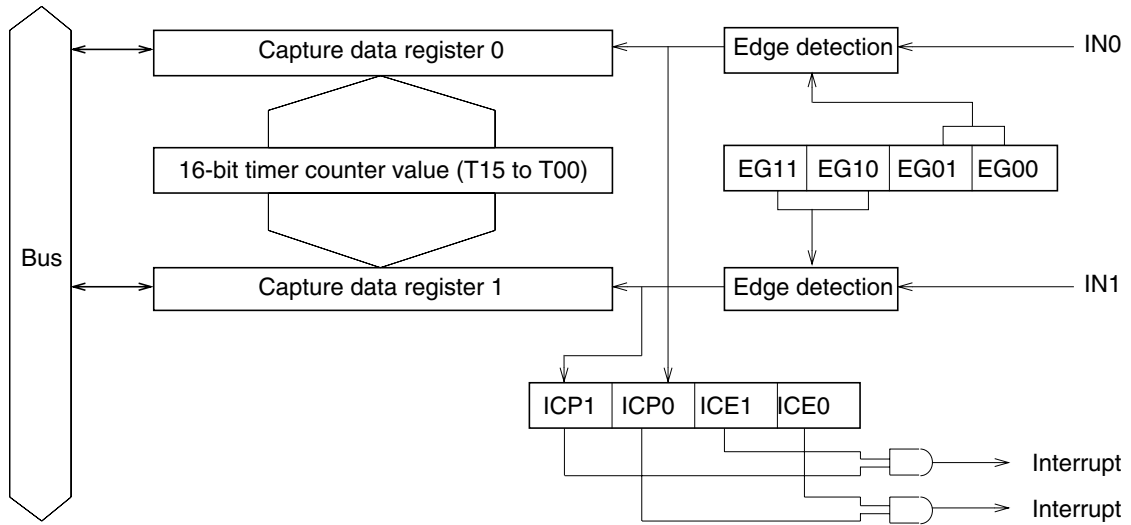 Capture data register 0
Edge detection
IN0
16-bit timer counter value (T15 to T00)
EG11 EG10 EG01 EG00
Bus
Capture data register 1
Edge detection
IN1
ICP1 ICP0 ICE1 ICE0
Interrupt
Interrupt